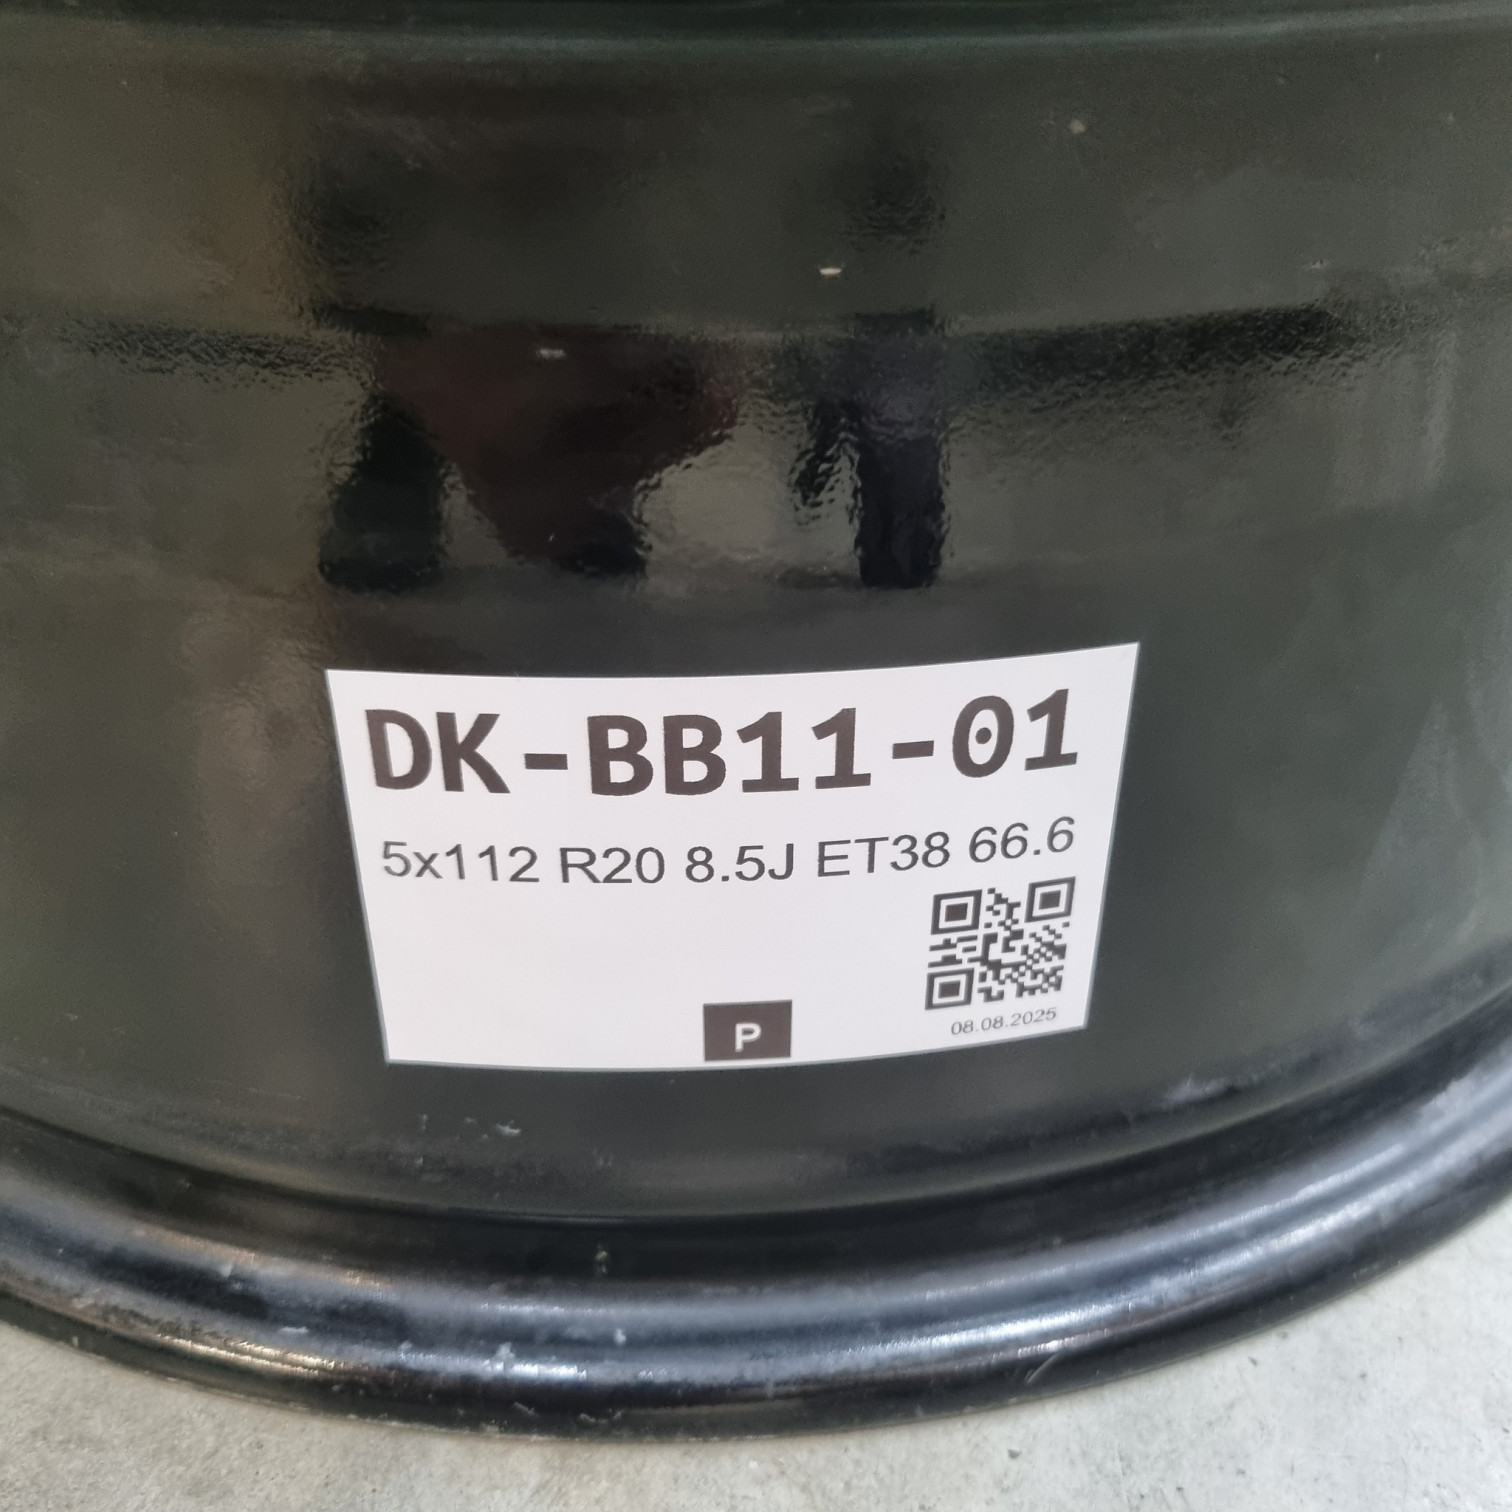 DK-BB11-01
5x112 R20 8.5J ET38 66.6
08.08.2025
P